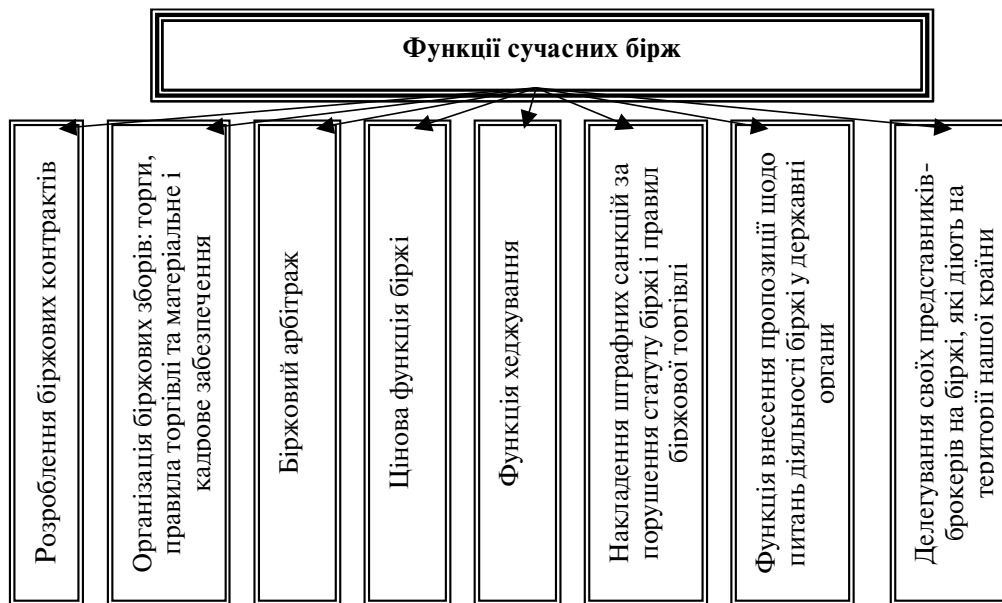 Функції сучасних бірж
Розроблення біржових контрактів
Організація біржових зборів: торги,
правила торгівлі та матеріальне і
кадрове забезпечення
Біржовий арбітраж
Цінова функція біржі
Функція хеджування
Накладення штрафних санкцій за
порушення статуту біржі і правил
біржової торгівлі
Функція внесення пропозиції щодо
питань діяльності біржі у державні
органи
Делегування своїх представників-
брокерів на біржі, які діють на
території нашої країни